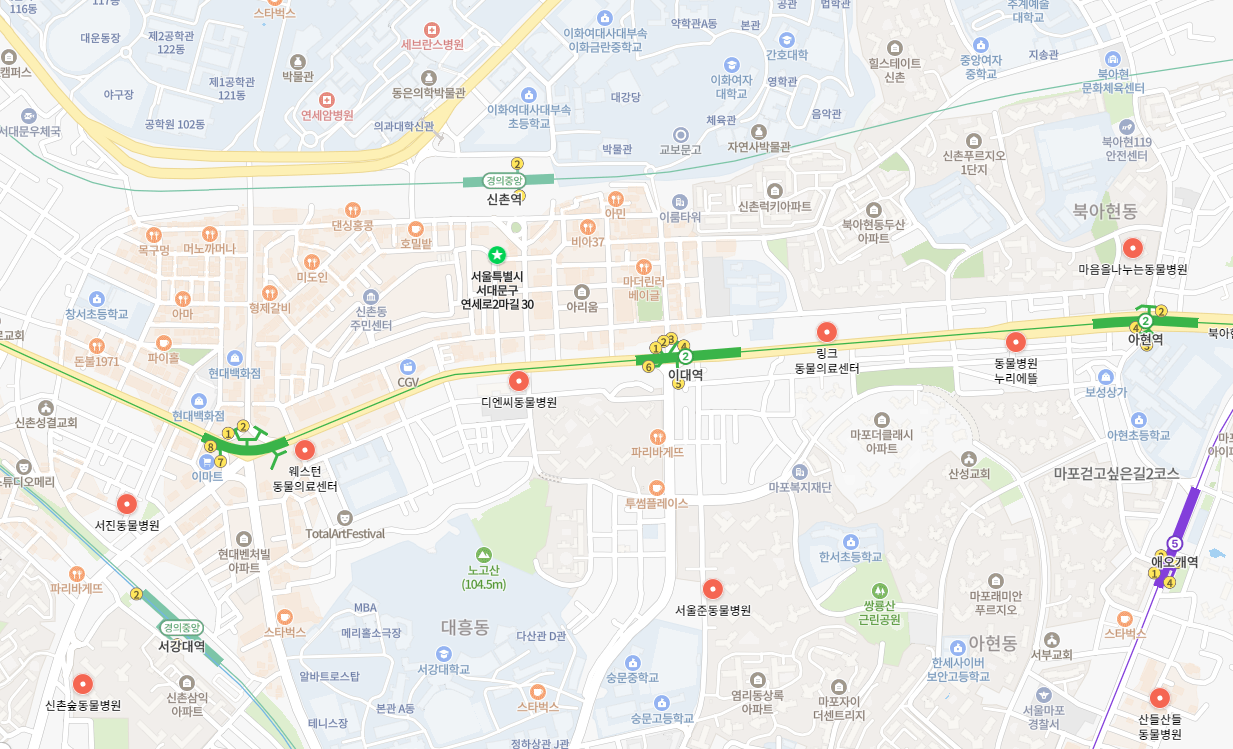 117동
116동
스타벅스
대운동장
제2공학관
122동
세브란스병원
이화여대사대부속
이화금란중학교
약학관A동
본관
공관
법학관
간호대학
힐스테이트
신촌
추계예술
대학교
중앙여자
중학교
지송관
북아현
문화체육센터
캠퍼스
박물관
제1공학관
121동
동은의학박물관
야구장
연세암병원
이화여대사대부속
초등학교
이화여자
대학교
영학관
대강당
음악관
체육관
서대문우체국
공학원 102동
의과대학신관
박물관
교보문고
자연사박물관
신촌푸르지오
1단지
북아현119
안전센터
2
경의중앙
신촌역
댄싱홍콩
호밀밭
목구멍
머노까머나
미도인
아민
비아37
이룸타워
신촌럭키아파트
북아현동두산
아파트
북아현동
마음을나누는동물병원
서울특별시
서대문구
연세로2마길 30
마더린러
베이글
아리움
창서초등학교
아마
형제갈비
신촌동
주민센터
돈불1971
파이홀
현대백화점
CGV
1
2
3
4
6
2
이대역
5
링크
동물의료센터
동물병원
누리에뜰
2
2
4
아현역
5
북아현
디엔씨동물병원
현대백화점
신촌성결교회
1
2
8
7
이마트
웨스턴
동물의료센터
파리바게뜨
마포더클래시
아파트
보성상가
아현초등학교
산성교회
마포걷고싶은길2코스
마포복지재단
투썸플레이스
스튜디오메리
서진동물병원
TotalArtFestival
현대벤처빌
아파트
노고산
(104.5m)
한서초등학교
5
애오개역
1
4
파리바게뜨
2
경의중앙
서강대역
스타벅스
MBA
메리홀소극장
대흥동
다산관 D관
서울준동물병원
쌍룡산
근린공원
마포래미안
푸르지오
아현동
스타벅스
서부교회
한세사이버
보안고등학교
서강대학교
숭문중학교
알바트로스탑
신촌숲동물병원
신촌삼익
아파트
본관 A동
스타벅스
숭문고등학교
염리동상록
아파트
마포자이
더센트리지
서울마포
경찰서
산들산들
동물병원
테니스장
정하상관 J관